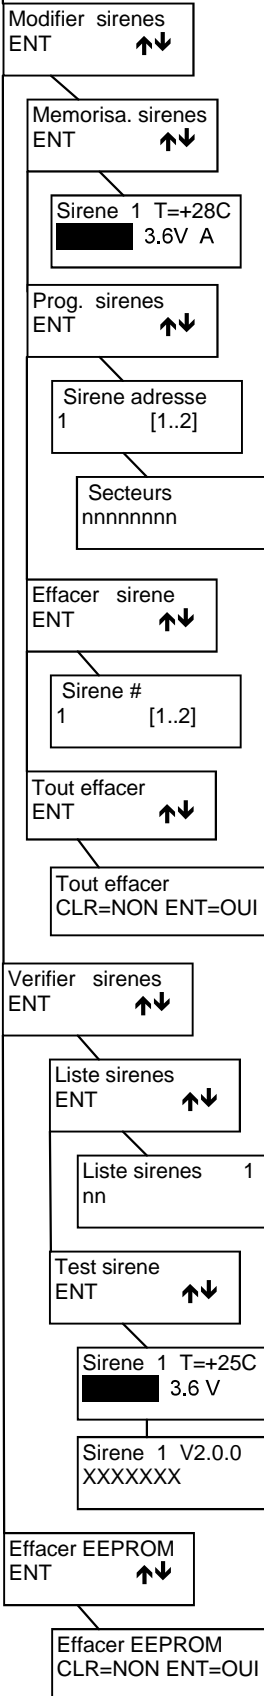 Modifier sirenes
ENT
Memorisa. sirenes
ENT
Sirene 1 T=+28C
3.6V A
Prog. sirenes
ENT
Sirene adresse
1 [1..2]
Secteurs
nnnnnnnn
Effacer sirene
ENT
Sirene #
1 [1..2]
Tout effacer
ENT
Tout effacer
CLR=NON ENT=OUI
Verifier sirenes
ENT
Liste sirenes
ENT
Liste sirenes 1
nn
Test sirene
ENT
Sirene 1 T=+25C
3.6 V
Sirene 1 V2.0.0
XXXXXXX
Effacer EEPROM
ENT
Effacer EEPROM
CLR=NON ENT=OUI